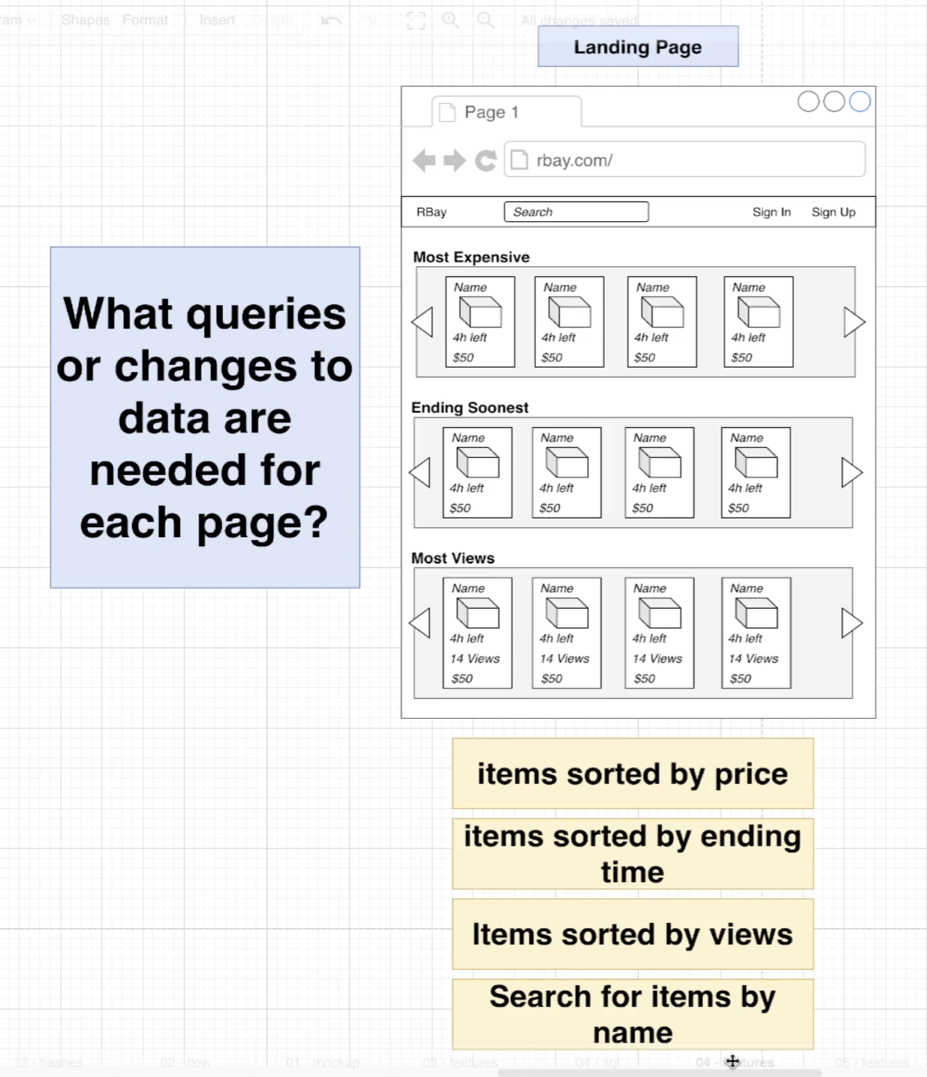 Shapes Format Insert Delete All changes saved
Landing Page
Page 1
rbay.com/
RBay Search Sign In Sign Up
Most Expensive
Name Name Name Name
4h left 4h left 4h left 4h left
$50 $50 $50 $50
What queries
or changes to
data are
needed for
each page?
Ending Soonest
Name Name Name Name
4h left 4h left 4h left 4h left
$50 $50 $50 $50
Most Views
Name Name Name Name
4h left 4h left 4h left 4h left
14 Views 14 Views 14 Views 14 Views
$50 $50 $50 $50
items sorted by price
items sorted by ending
time
Items sorted by views
Search for items by
name
12 - hashes 02 - flow 01 - mockup features 04 - sql 04 - 05 - features